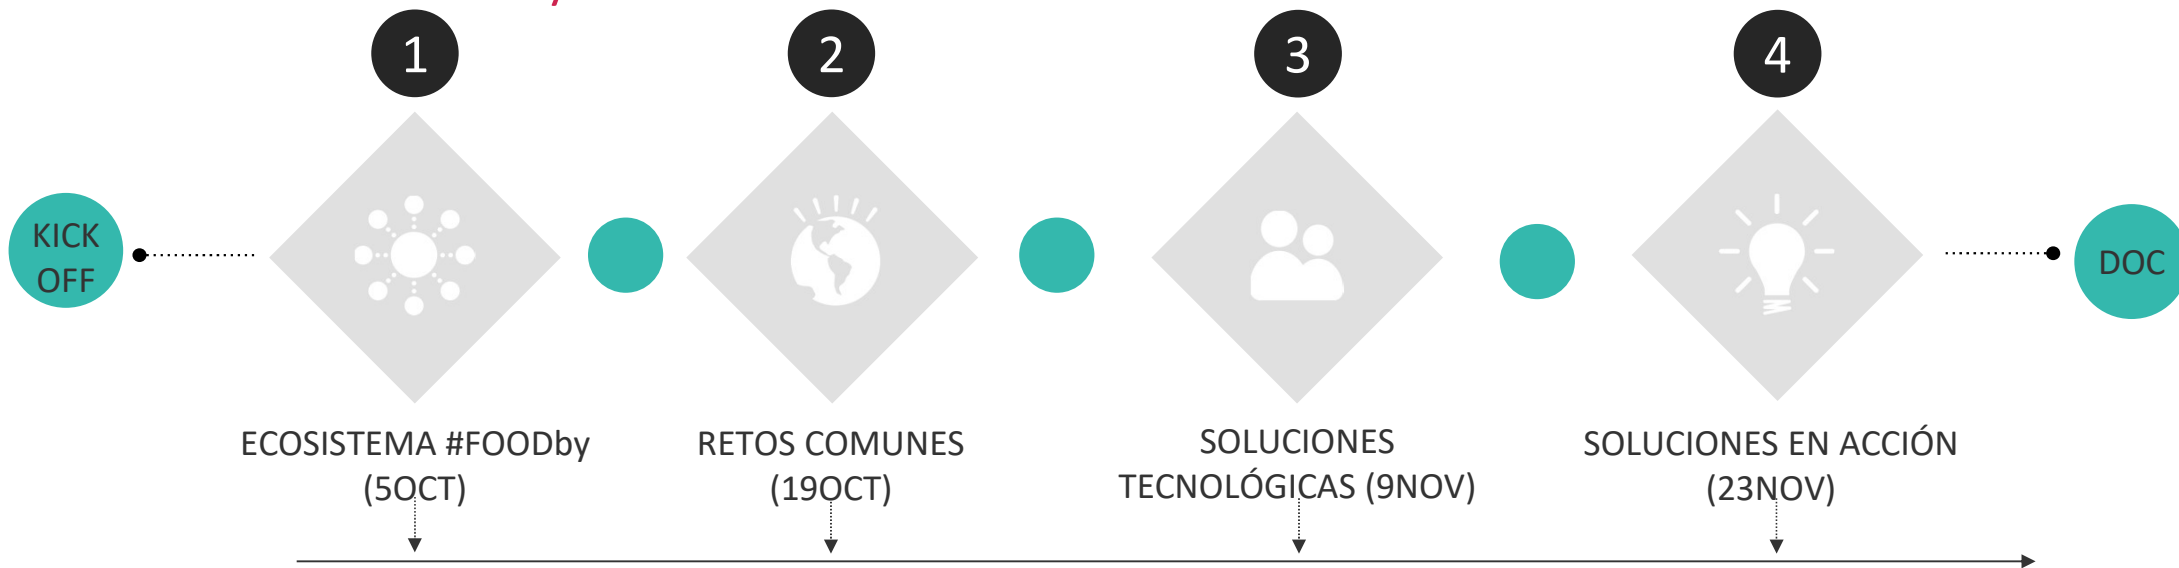 1
2
3
4
KICK
OFF
DOC
ECOSISTEMA #FOODby
(5OCT)
RETOS COMUNES
(19OCT)
SOLUCIONES
TECNOLÓGICAS (9NOV)
SOLUCIONES EN ACCIÓN
(23NOV)